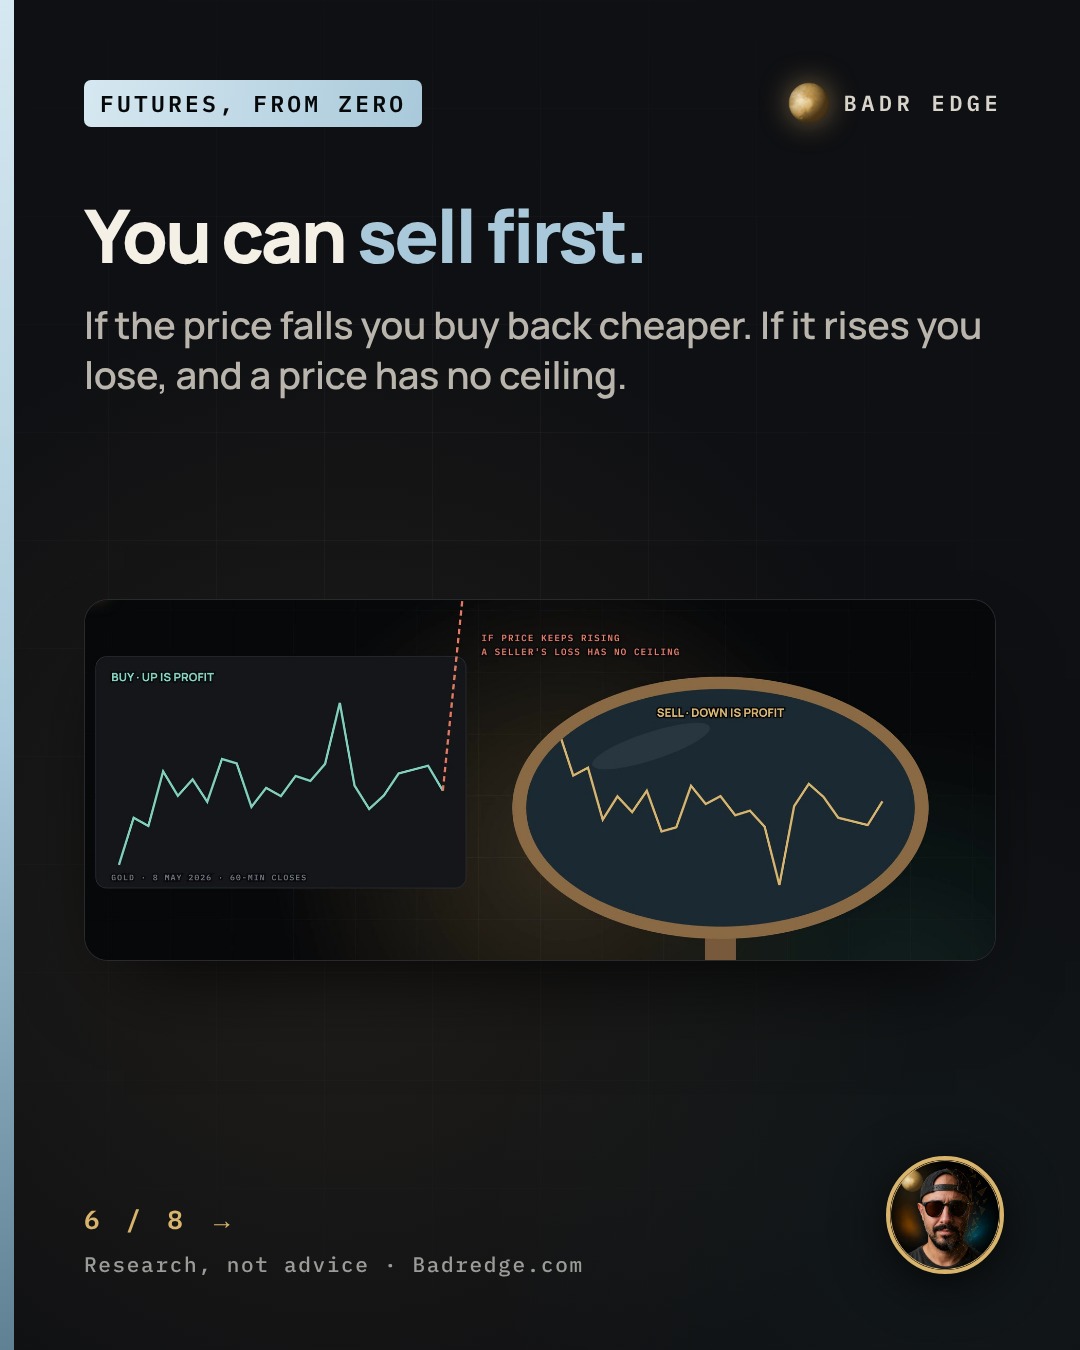 FUTURES, FROM ZERO
BADR EDGE
You can sell first.
If the price falls you buy back cheaper. If it rises you
lose, and a price has no ceiling.
IF PRICE KEEPS RISING
A SELLER'S LOSS HAS NO CEILING
BUY · UP IS PROFIT
GOLD · 8 MAY 2026 · 60-MIN CLOSES
SELL · DOWN IS PROFIT
6 / 8 →
Research, not advice · Badredge.com